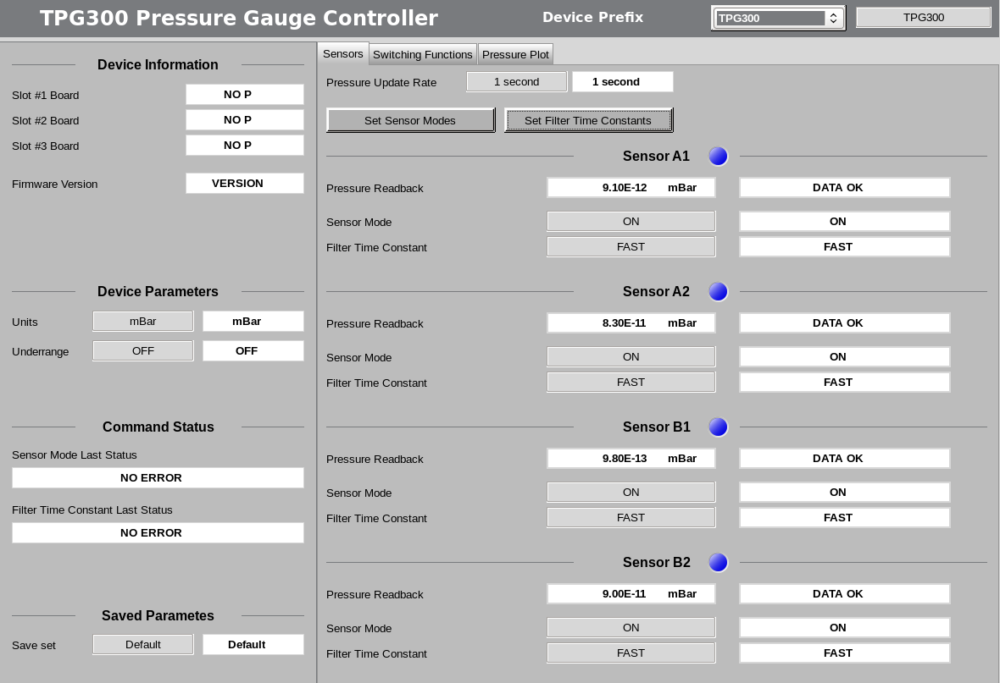 TPG300 Pressure Gauge Controller
Device Prefix
TPG300
TPG300
Device Information
Slot #1 Board NO P
Slot #2 Board NO P
Slot #3 Board NO P
Firmware Version VERSION
Device Parameters
Units mBar mBar
Underrange OFF OFF
Command Status
Sensor Mode Last Status
NO ERROR
Filter Time Constant Last Status
NO ERROR
Saved Parametes
Save set Default Default
Sensors Switching Functions Pressure Plot
Pressure Update Rate 1 second 1 second
Set Sensor Modes Set Filter Time Constants
Sensor A1
Pressure Readback 9.10E-12 mBar DATA OK
Sensor Mode ON ON
Filter Time Constant FAST FAST
Sensor A2
Pressure Readback 8.30E-11 mBar DATA OK
Sensor Mode ON ON
Filter Time Constant FAST FAST
Sensor B1
Pressure Readback 9.80E-13 mBar DATA OK
Sensor Mode ON ON
Filter Time Constant FAST FAST
Sensor B2
Pressure Readback 9.00E-11 mBar DATA OK
Sensor Mode ON ON
Filter Time Constant FAST FAST